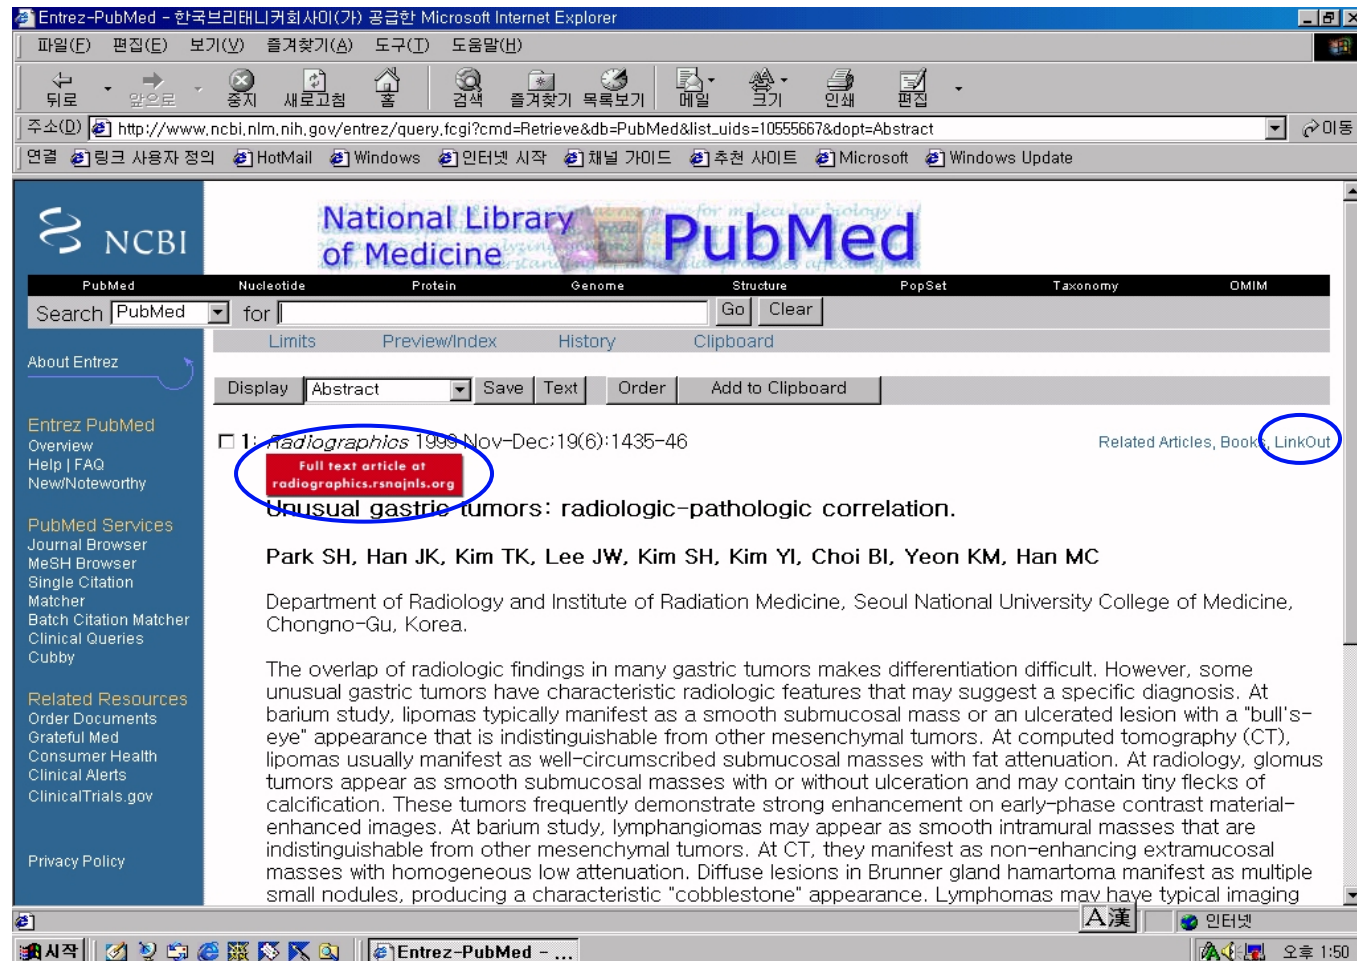 Entrez-PubMed - 한국브리태니커회사이(가) 공급한 Microsoft Internet Explorer
파일(F) 편집(E) 보기(V) 즐겨찾기(A) 도구(T) 도움말(H)
뒤로 앞으로 중지 새로고침 홈 검색 즐겨찾기 목록보기 메일 크기 인쇄 편집
주소(D) http://www.ncbi.nlm.nih.gov/entrez/query.fcgi?cmd=Retrieve&db=PubMed&list_uids=10555667&dopt=Abstract 이동
연결 링크 사용자 정의 HotMail Windows 인터넷 시작 채널 가이드 추천 사이트 Microsoft Windows Update
NCBI
National Library
of Medicine
PubMed
PubMed Nucleotide Protein Genome Structure PopSet Taxonomy OMIM
Search PubMed for Go Clear
Limits Preview/Index History Clipboard
About Entrez
Display Abstract Save Text Order Add to Clipboard
Entrez PubMed
Overview
Help | FAQ
New/Noteworthy
PubMed Services
Journal Browser
MeSH Browser
Single Citation
Matcher
Batch Citation Matcher
Clinical Queries
Cubby
Related Resources
Order Documents
Grateful Med
Consumer Health
Clinical Alerts
ClinicalTrials.gov
Privacy Policy
1: Radiographics 1999 Nov-Dec;19(6):1435-46
Related Articles, Books, LinkOut
Full text article at
radiographics.rsnajnls.org
Unusual gastric tumors: radiologic-pathologic correlation.
Park SH, Han JK, Kim TK, Lee JW, Kim SH, Kim YI, Choi BI, Yeon KM, Han MC
Department of Radiology and Institute of Radiation Medicine, Seoul National University College of Medicine,
Chongno-Gu, Korea.
The overlap of radiologic findings in many gastric tumors makes differentiation difficult. However, some
unusual gastric tumors have characteristic radiologic features that may suggest a specific diagnosis. At
barium study, lipomas typically manifest as a smooth submucosal mass or an ulcerated lesion with a "bull's-
eye" appearance that is indistinguishable from other mesenchymal tumors. At computed tomography (CT),
lipomas usually manifest as well-circumscribed submucosal masses with fat attenuation. At radiology, glomus
tumors appear as smooth submucosal masses with or without ulceration and may contain tiny flecks of
calcification. These tumors frequently demonstrate strong enhancement on early-phase contrast material-
enhanced images. At barium study, lymphangiomas may appear as smooth intramural masses that are
indistinguishable from other mesenchymal tumors. At CT, they manifest as non-enhancing extramucosal
masses with homogeneous low attenuation. Diffuse lesions in Brunner gland hamartoma manifest as multiple
small nodules, producing a characteristic "cobblestone" appearance. Lymphomas may have typical imaging
A漢
인터넷
시작 Entrez-PubMed - ... 오후 1:50